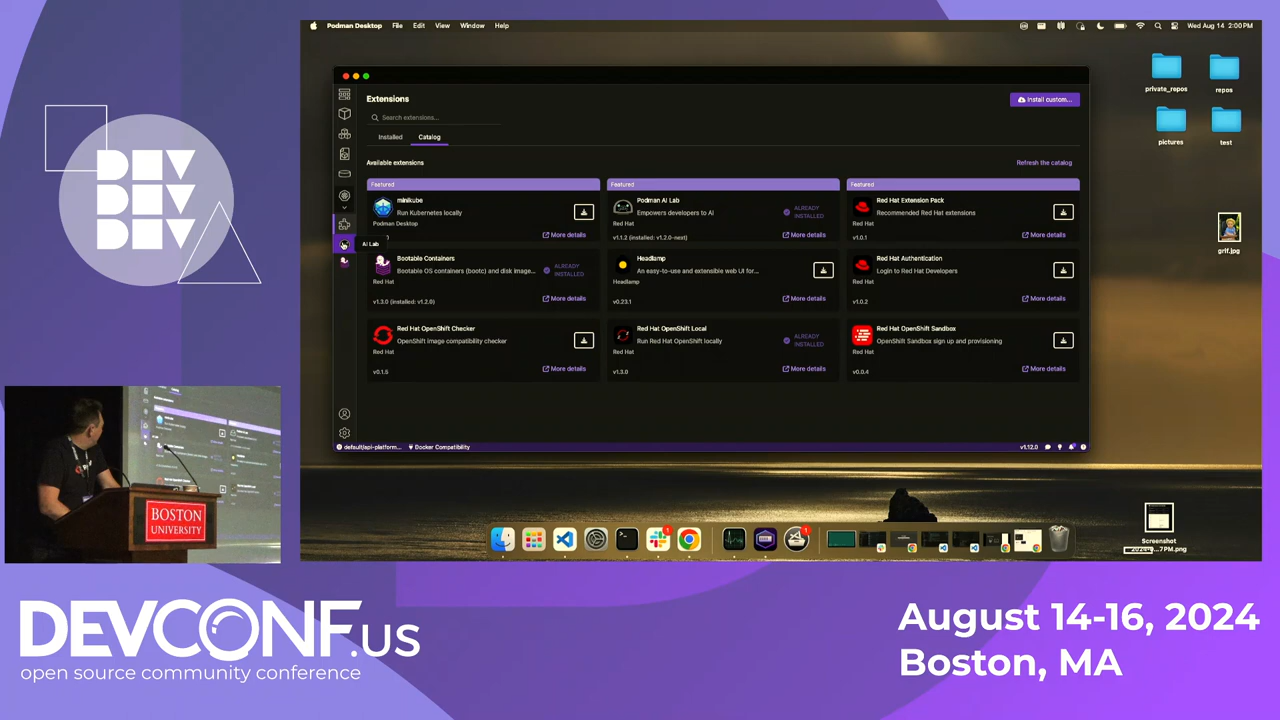 Podman Desktop File Edit View Window Help
Wed Aug 14 2:00PM
private_repos
repos
pictures
test
grif.jpg
Extensions
Install custom...
Search extensions...
Installed Catalog
Available extensions
Refresh the catalog
Featured
minikube
Run Kubernetes locally
Podman Desktop
More details
Featured
Podman AI Lab
Empowers developers to AI
Red Hat
ALREADY
INSTALLED
v1.1.2 (installed: v1.2.0-next)
More details
Featured
Red Hat Extension Pack
Recommended Red Hat extensions
Red Hat
v1.0.1
More details
AI Lab
Bootable Containers
Bootable OS containers (bootc) and disk image...
Red Hat
ALREADY
INSTALLED
v1.3.0 (installed: v1.2.0)
More details
Headlamp
An easy-to-use and extensible web UI for...
Headlamp
v0.23.1
More details
Red Hat Authentication
Login to Red Hat Developers
Red Hat
v1.0.2
More details
Red Hat OpenShift Checker
OpenShift image compatibility checker
Red Hat
v0.1.5
More details
Red Hat OpenShift Local
Run Red Hat OpenShift locally
Red Hat
ALREADY
INSTALLED
v1.3.0
More details
Red Hat OpenShift Sandbox
OpenShift Sandbox sign up and provisioning
Red Hat
v0.0.4
More details
default/api-platform...
Docker Compatibility
v1.12.0
Screenshot
DEV
DEV
DEV
BOSTON
UNIVERSITY
DEVCONF.US
open source community conference
August 14-16, 2024
Boston, MA